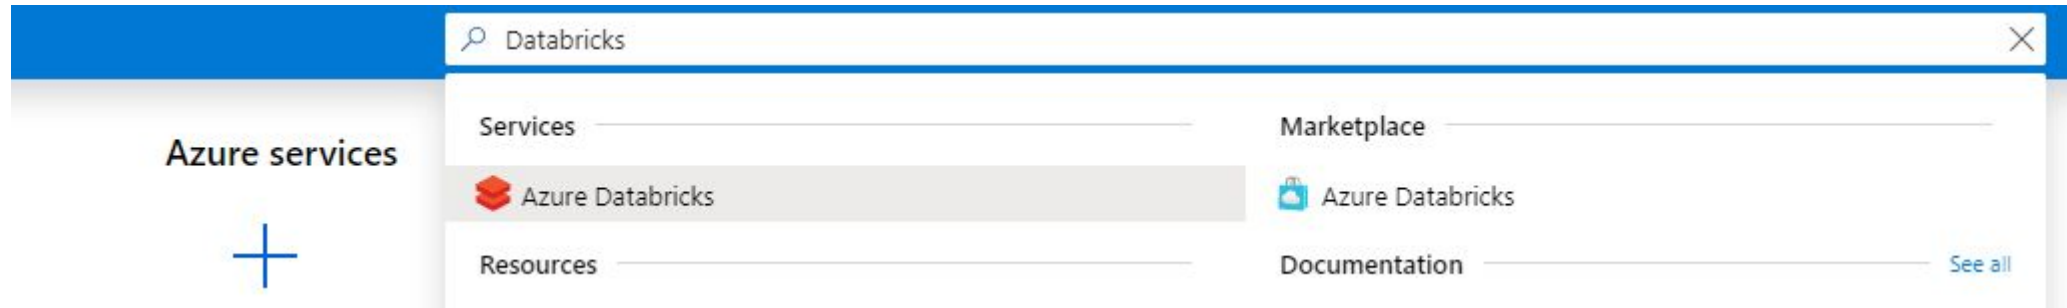 Databricks
Services
Marketplace
Azure services
Azure Databricks
Azure Databricks
Resources
Documentation
See all